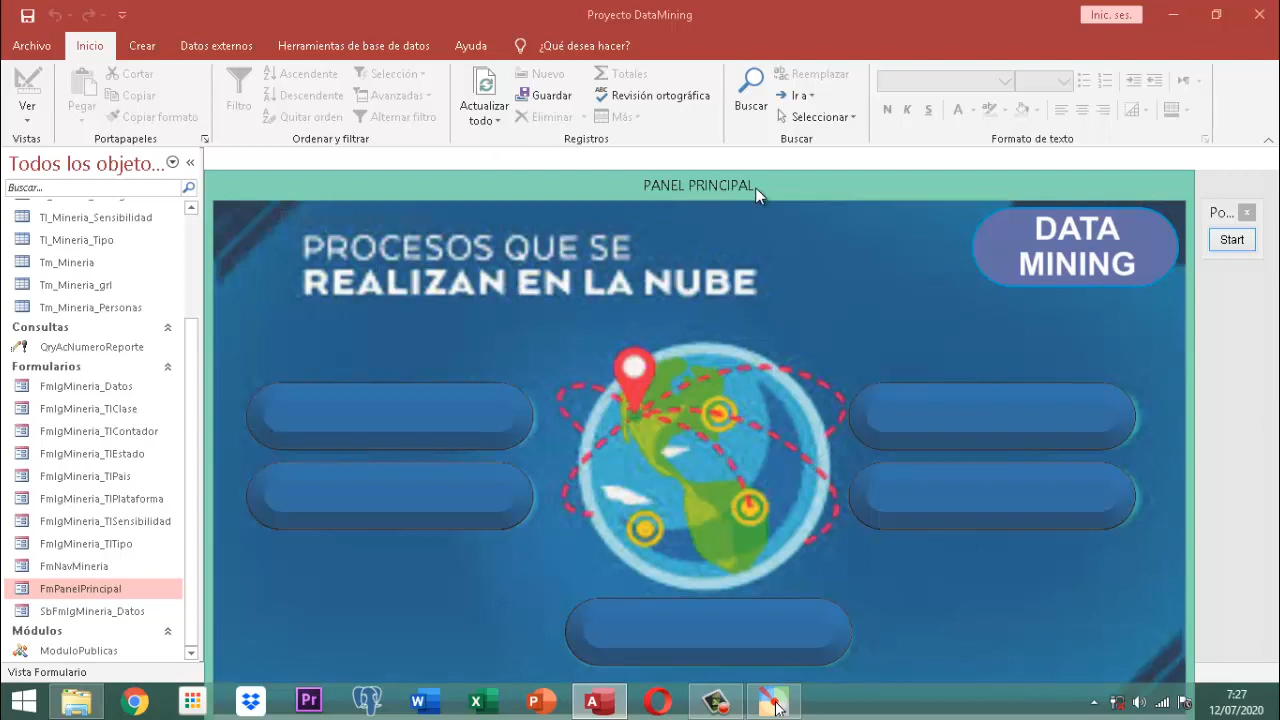 Proyecto DataMining
Inic. ses.
Archivo Inicio Crear Datos externos Herramientas de base de datos Ayuda ¿Qué desea hacer?
Ver
Vistas
Pegar
Cortar
Copiar
Copiar formato
Portapapeles
Filtro
Ascendente
Descendente
Quitar orden
Selección
Avanzadas
Alternar filtro
Ordenar y filtrar
Actualizar
todo
Nuevo
Guardar
Eliminar
Totales
Revisión ortográfica
Más
Registros
Buscar
Reemplazar
Ir a
Seleccionar
Buscar
N K S A
Formato de texto
Todos los objeto...
Buscar...
Tl_Mineria_Sensibilidad
Tl_Mineria_Tipo
Tm_Mineria
Tm_Mineria_grl
Tm_Mineria_Personas
Consultas
QryAcNumeroReporte
Formularios
FmIgMineria_Datos
FmIgMineria_TlClase
FmIgMineria_TlContador
FmIgMineria_TlEstado
FmIgMineria_TlPais
FmIgMineria_TlPlataforma
FmIgMineria_TlSensibilidad
FmIgMineria_TlTipo
FmNavMineria
FmPanelPrincipal
SbFmIgMineria_Datos
Módulos
ModuloPublicas
PANEL PRINCIPAL
PROCESOS QUE SE
REALIZAN EN LA NUBE
DATA
MINING
Po...
Start
Vista Formulario
Pr
7:27
12/07/2020